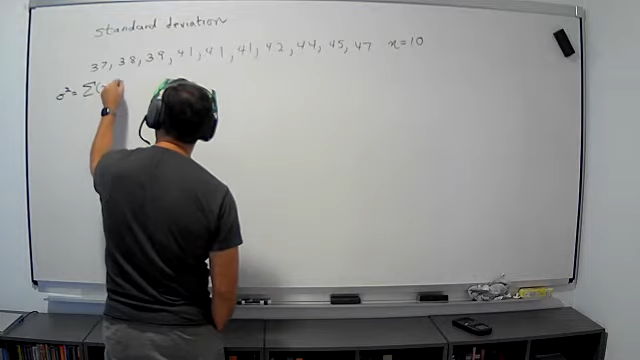 standard deviation
37, 38, 39, 41, 41, 41, 42, 44, 45, 47 n=10
σ²= Σ(